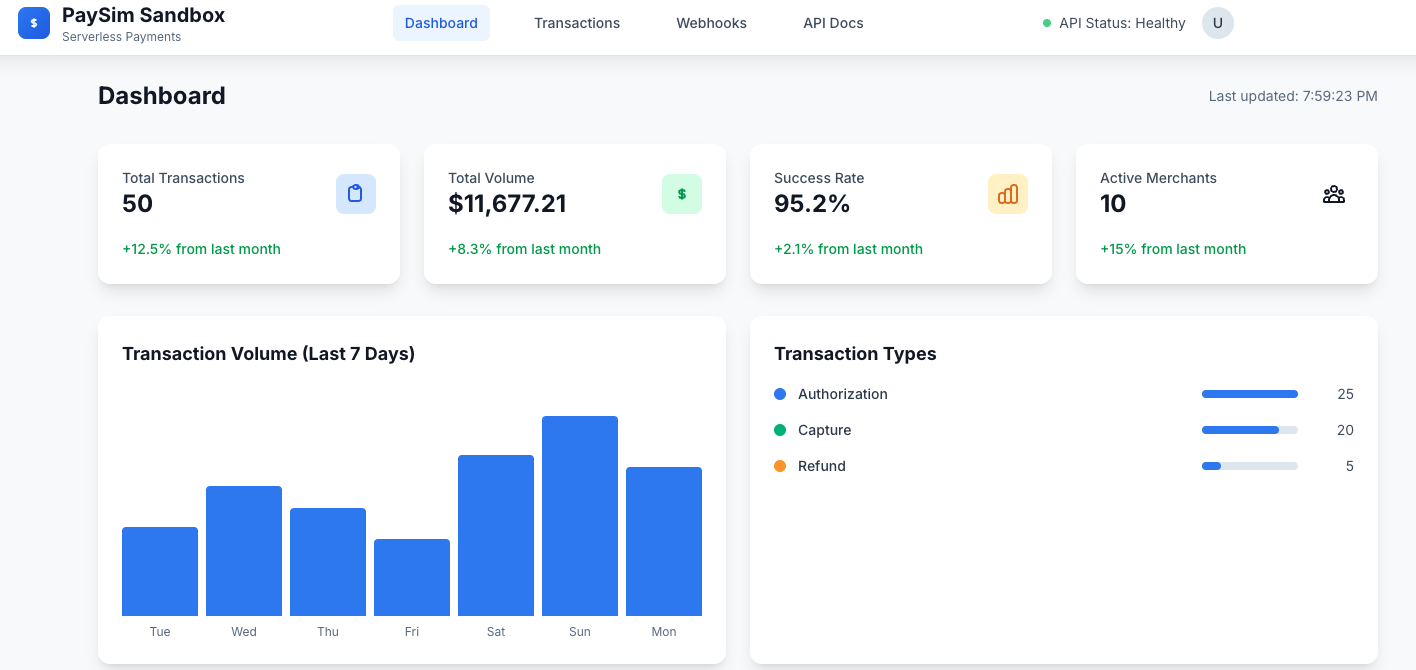 $
PaySim Sandbox
Serverless Payments
Dashboard
Transactions
Webhooks
API Docs
API Status: Healthy
U
Dashboard
Last updated: 7:59:23 PM
Total Transactions
50
+12.5% from last month
Total Volume
$11,677.21
$
+8.3% from last month
Success Rate
95.2%
+2.1% from last month
Active Merchants
10
+15% from last month
Transaction Volume (Last 7 Days)
Tue Wed Thu Fri Sat Sun Mon
Transaction Types
Authorization 25
Capture 20
Refund 5